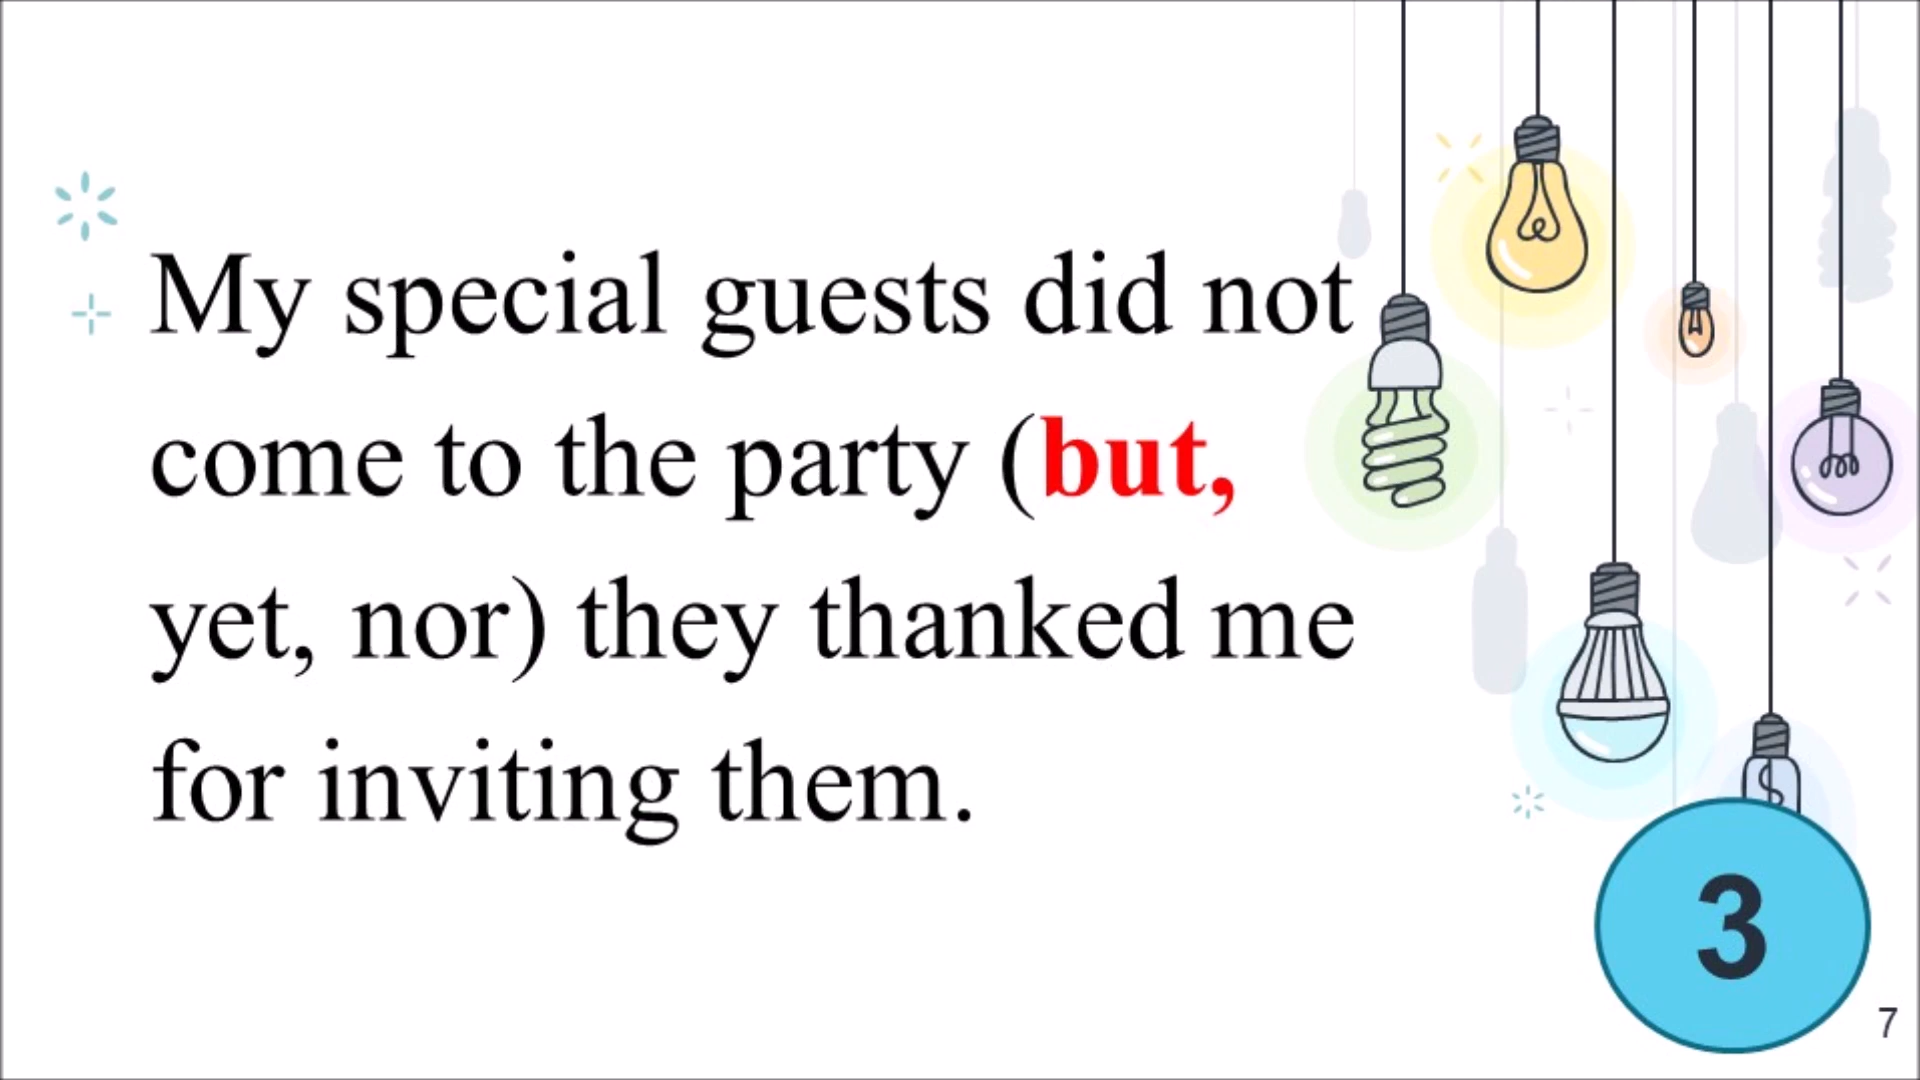 My special guests did not
come to the party (but,
yet, nor) they thanked me
for inviting them.
3
7